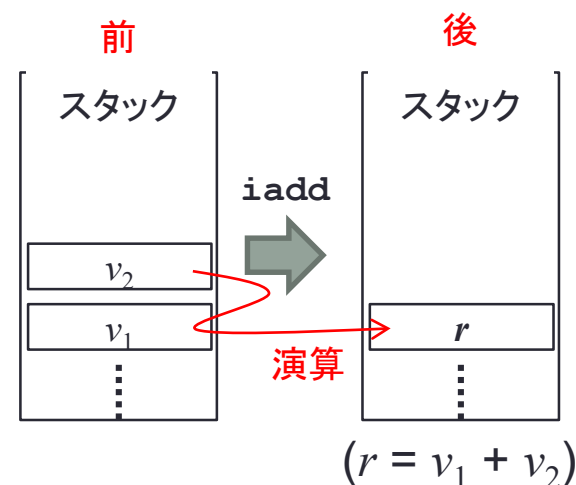 前
後
スタック
スタック
iadd
v₂
v₁
r
演算
(r = v₁ + v₂)